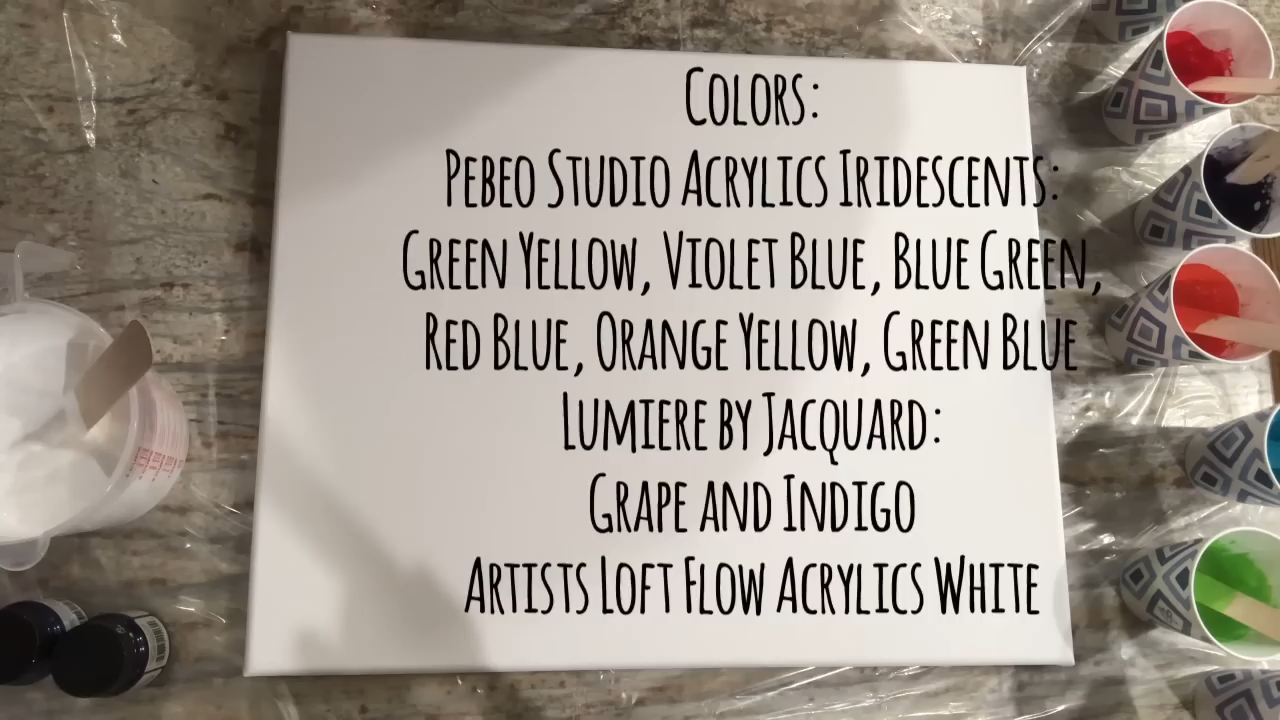 Colors:
Pebeo Studio Acrylics Iridescents:
Green Yellow, Violet Blue, Blue Green,
Red Blue, Orange Yellow, Green Blue
Lumiere by Jacquard:
Grape and Indigo
Artists Loft Flow Acrylics White